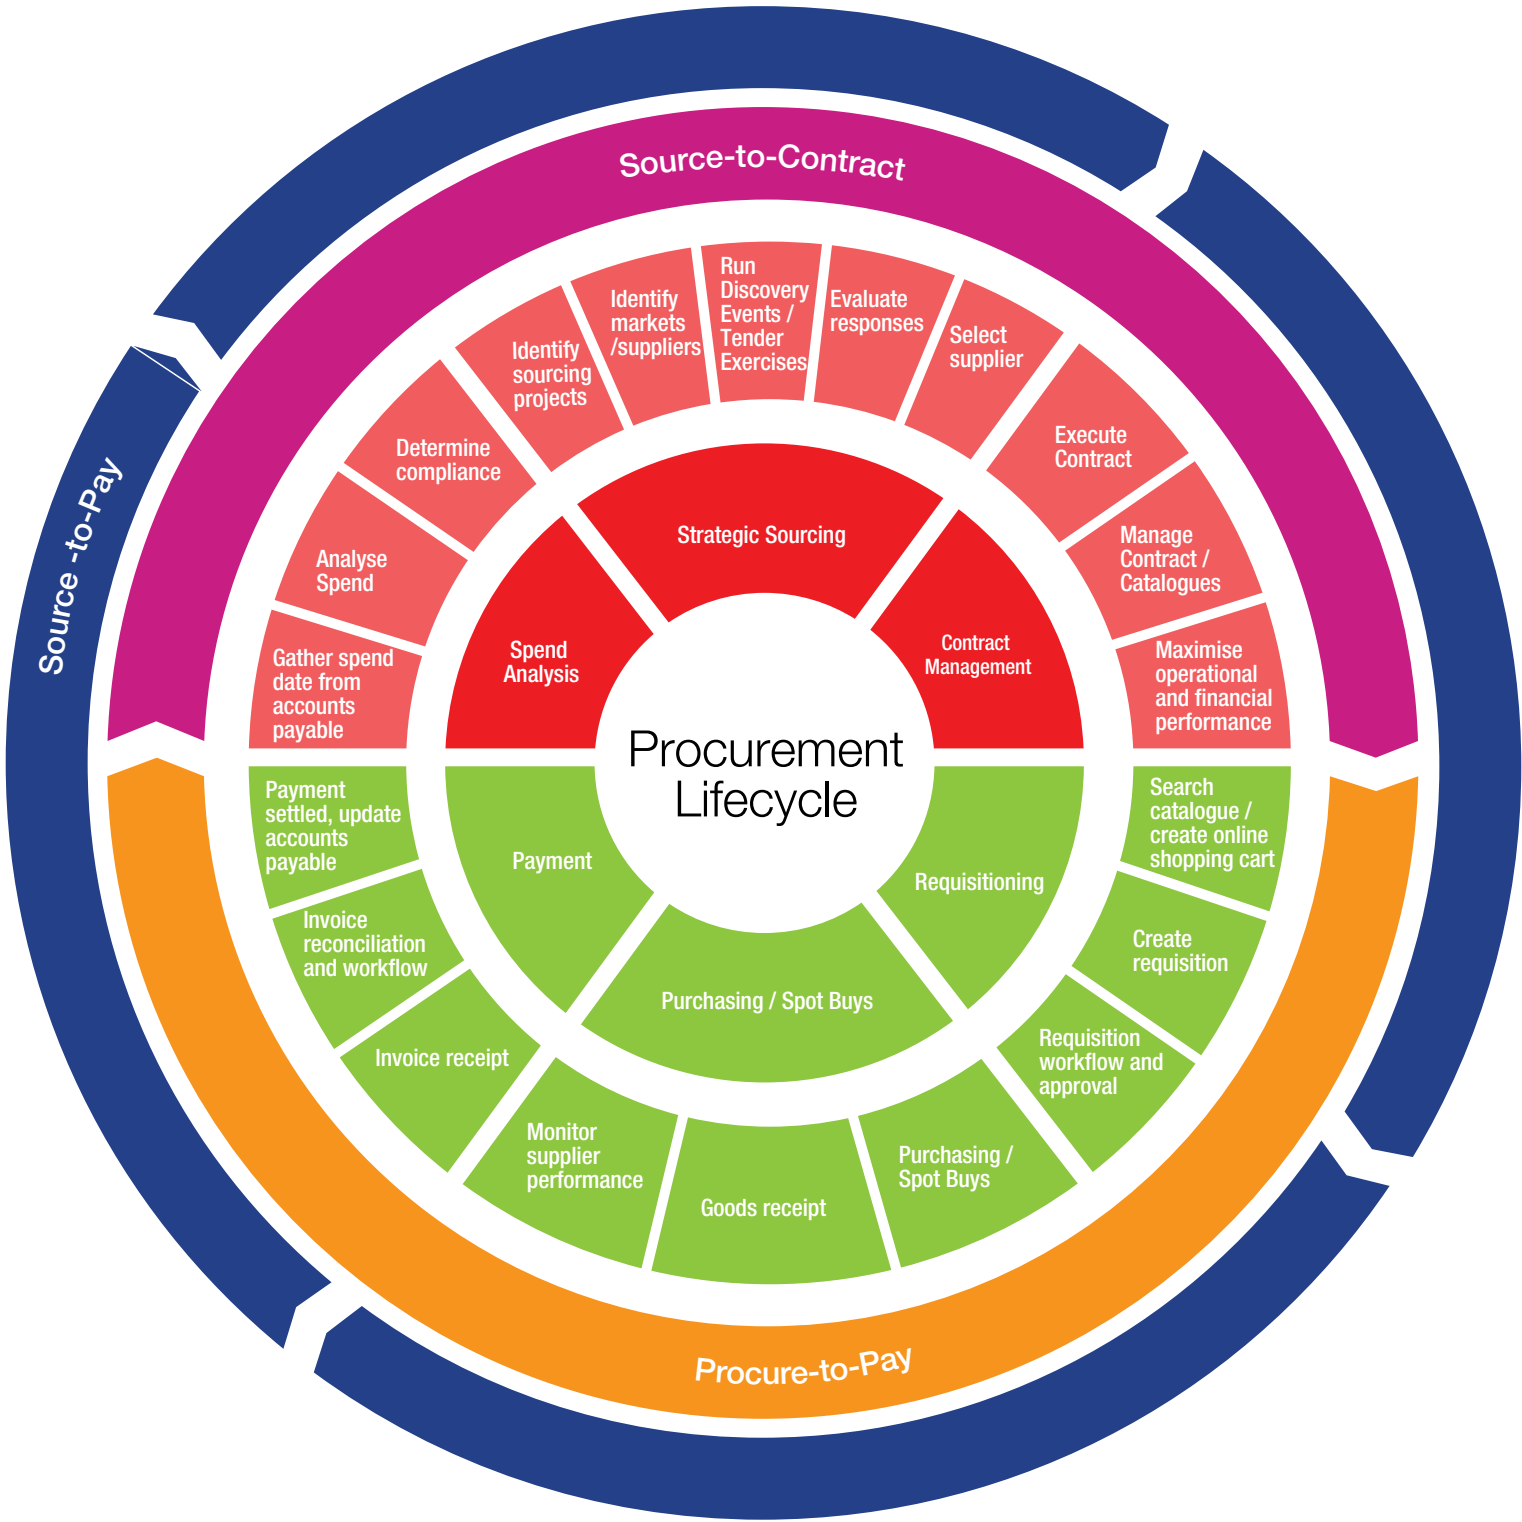 Source-to-Contract
Source -to-Pay
Run
Discovery
Events /
Tender
Exercises
Identify
markets
/suppliers
Evaluate
responses
Identify
sourcing
projects
Select
supplier
Determine
compliance
Execute
Contract
Analyse
Spend
Manage
Contract /
Catalogues
Gather spend
date from
accounts
payable
Maximise
operational
and financial
performance
Strategic Sourcing
Spend
Analysis
Contract
Management
Procurement
Lifecycle
Payment
Requisitioning
Purchasing / Spot Buys
Payment
settled, update
accounts
payable
Search
catalogue /
create online
shopping cart
Invoice
reconciliation
and workflow
Create
requisition
Invoice receipt
Requisition
workflow and
approval
Monitor
supplier
performance
Goods receipt
Purchasing /
Spot Buys
Procure-to-Pay